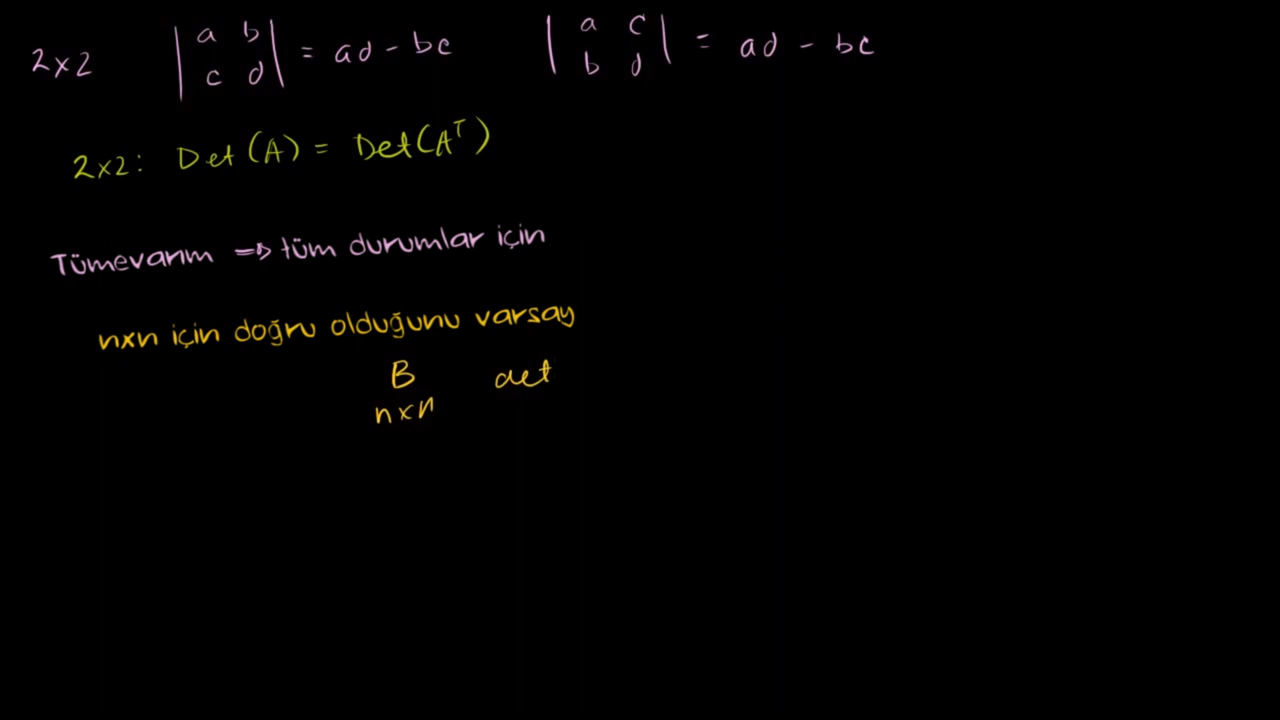 2x2 | a b | = ad - bc | a c | = ad - bc
| c d | | b d |
2x2: Det(A) = Det(Aᵀ)
Tümevarım => tüm durumlar için
nxn için doğru olduğunu varsay
B det
nxn